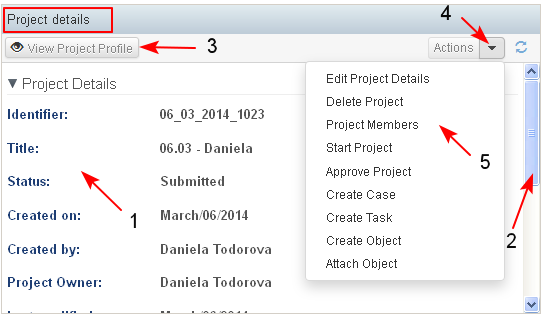 Project details
4
View Project Profile
3
Actions
Project Details
Identifier: 06_03_2014_1023
Title: 06.03 - Daniela
Status: Submitted
Created on: March/06/2014
Created by: Daniela Todorova
Project Owner: Daniela Todorova
1
Edit Project Details
Delete Project
Project Members
Start Project
Approve Project
Create Case
Create Task
Create Object
Attach Object
5
2